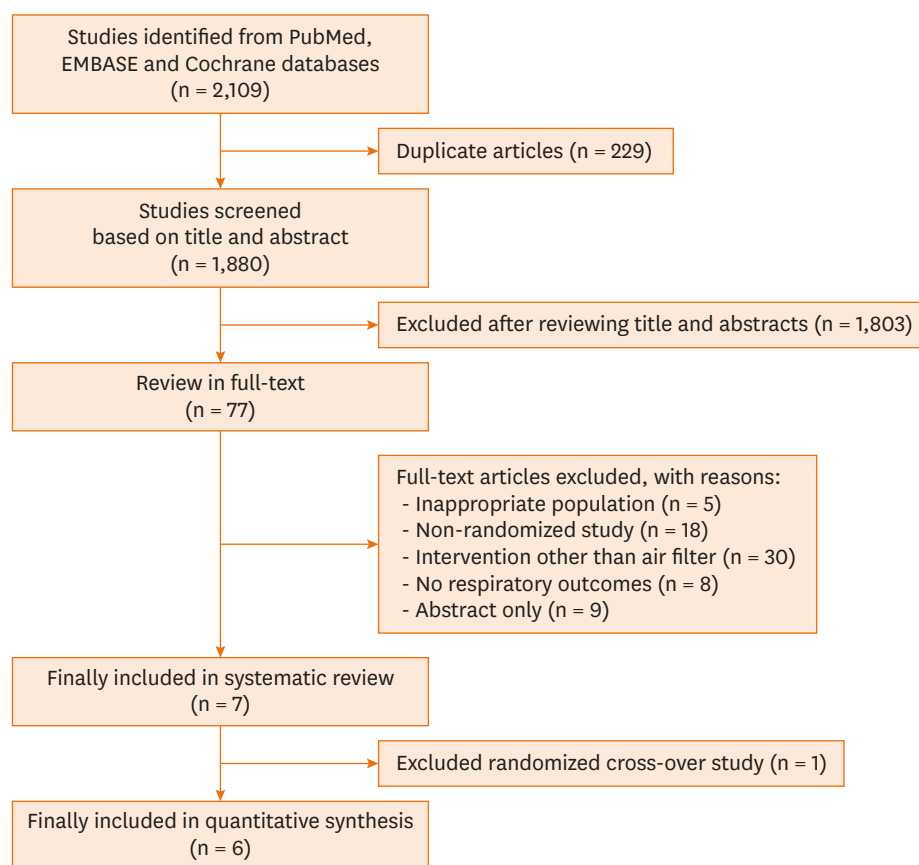 Studies identified from PubMed,
EMBASE and Cochrane databases
(n = 2,109)
Duplicate articles (n = 229)
Studies screened
based on title and abstract
(n = 1,880)
Excluded after reviewing title and abstracts (n = 1,803)
Review in full-text
(n = 77)
Full-text articles excluded, with reasons:
- Inappropriate population (n = 5)
- Non-randomized study (n = 18)
- Intervention other than air filter (n = 30)
- No respiratory outcomes (n = 8)
- Abstract only (n = 9)
Finally included in systematic review
(n = 7)
Excluded randomized cross-over study (n = 1)
Finally included in quantitative synthesis
(n = 6)